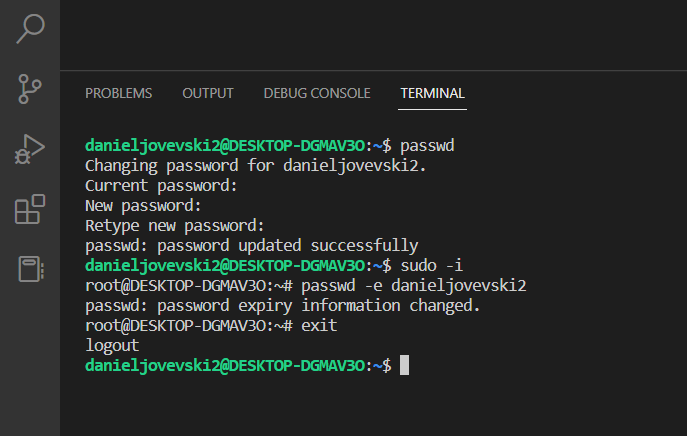 PROBLEMS OUTPUT DEBUG CONSOLE TERMINAL
danieljovevski2@DESKTOP-DGMAV3O:~$ passwd
Changing password for danieljovevski2.
Current password:
New password:
Retype new password:
passwd: password updated successfully
danieljovevski2@DESKTOP-DGMAV3O:~$ sudo -i
root@DESKTOP-DGMAV3O:~# passwd -e danieljovevski2
passwd: password expiry information changed.
root@DESKTOP-DGMAV3O:~# exit
logout
danieljovevski2@DESKTOP-DGMAV3O:~$